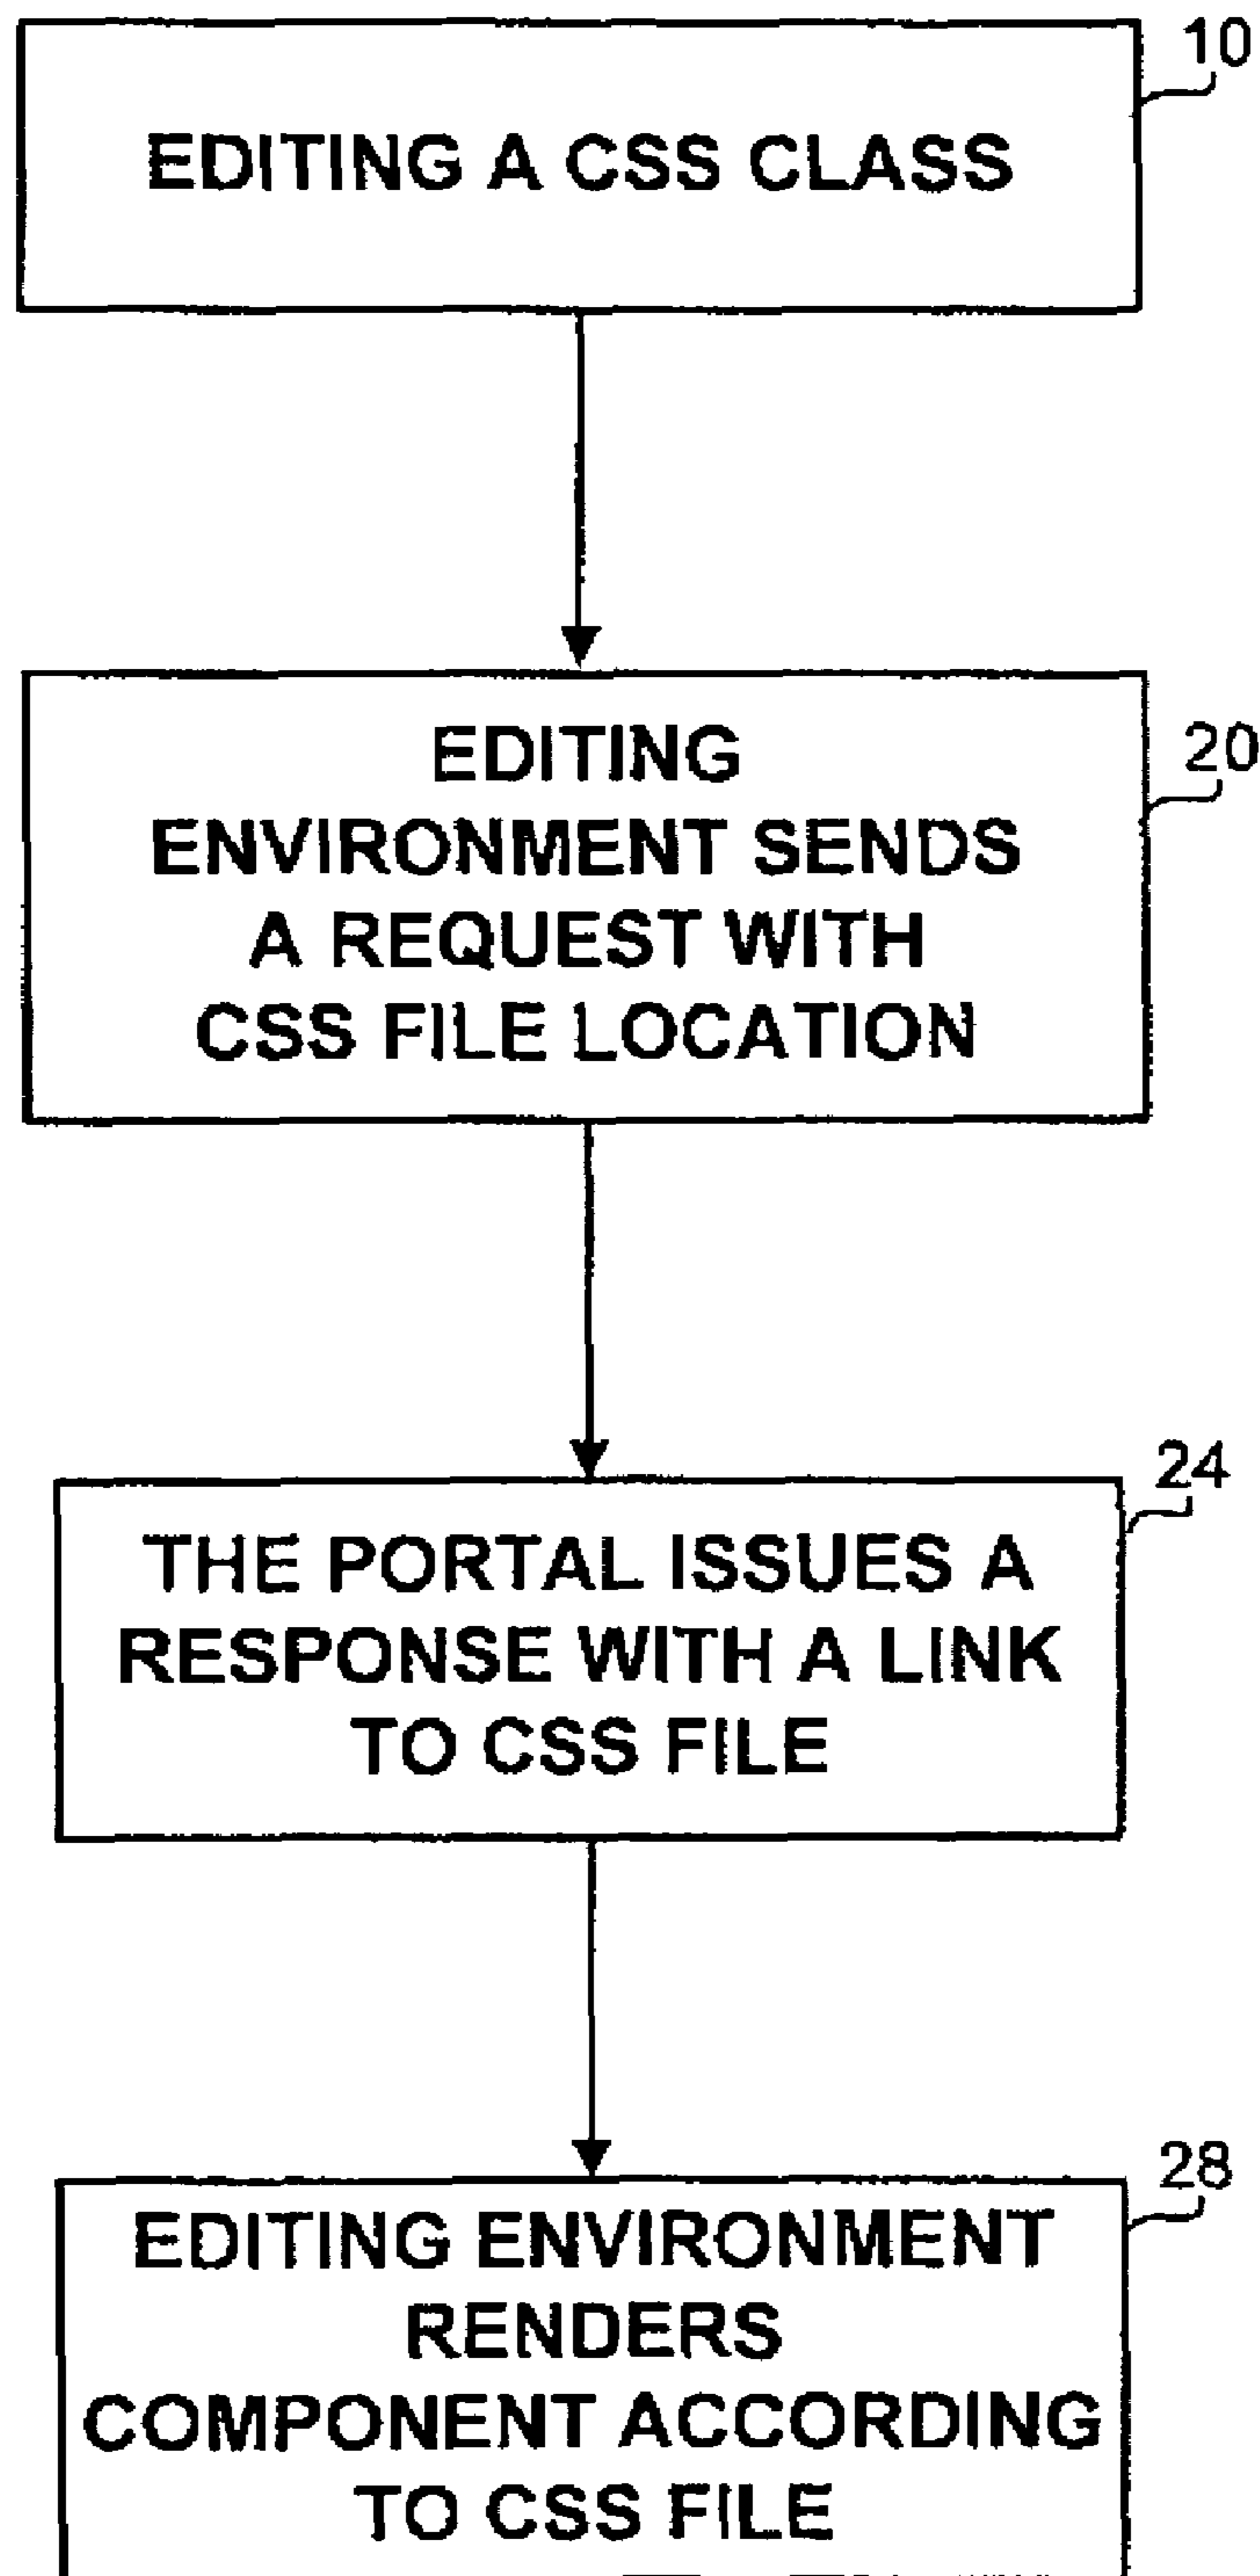 10
EDITING A CSS CLASS
20
EDITING
ENVIRONMENT SENDS
A REQUEST WITH
CSS FILE LOCATION
24
THE PORTAL ISSUES A
RESPONSE WITH A LINK
TO CSS FILE
28
EDITING ENVIRONMENT
RENDERS
COMPONENT ACCORDING
TO CSS FILE